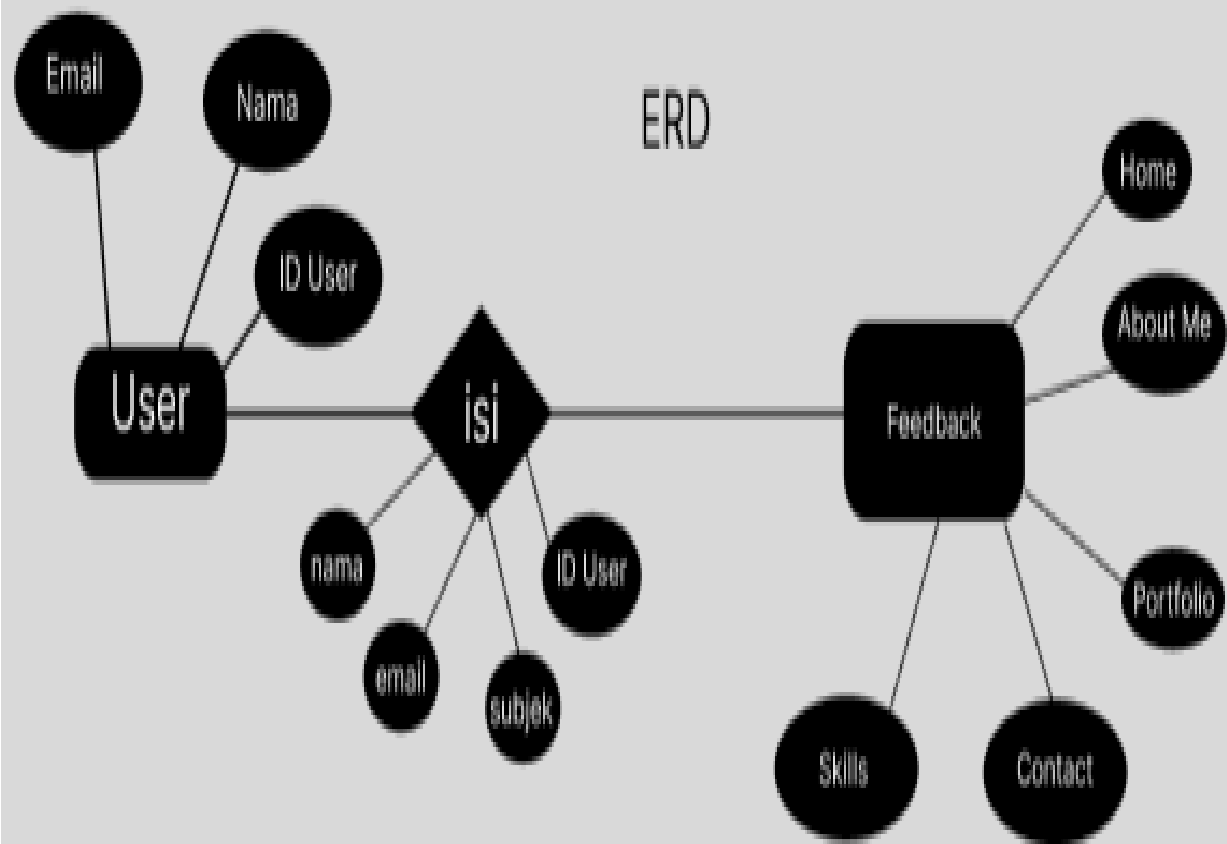 Email
Nama
ERD
Home
ID User
About Me
User
isi
Feedback
nama
ID User
Portfolio
email
subjek
Skills
Contact